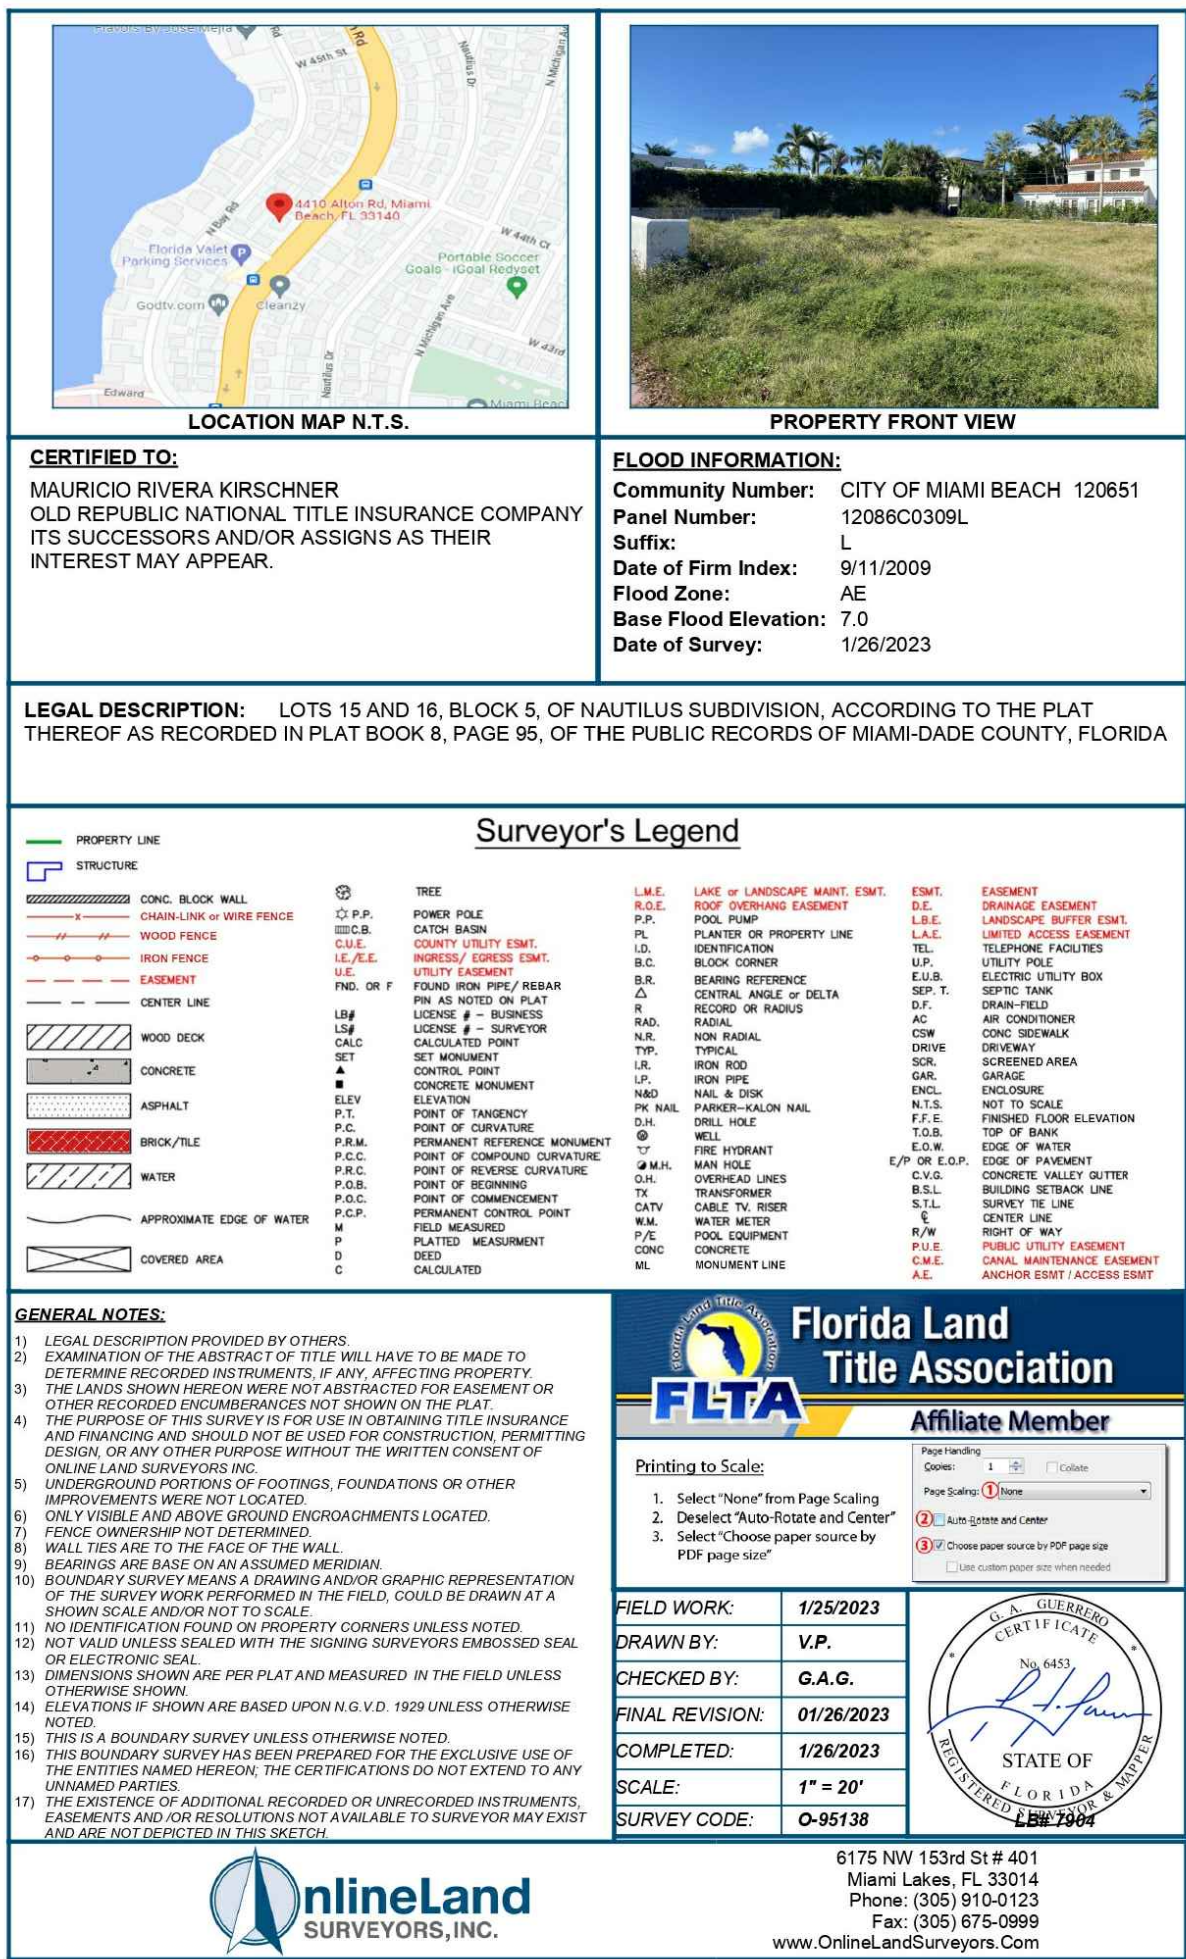 Flavors By Jose Mejia
W 45th St
Nautilus Dr
N Michigan Av
4410 Alton Rd, Miami
Beach, FL 33140
N Bay Rd
Florida Valet
Parking Services
W 44th Ct
Portable Soccer
Goals - iGoal Redyset
Godtv.com
Cleanzy
N Michigan Ave
Nautilus Dr
W 43rd
Edward
Miami Beac
LOCATION MAP N.T.S.
PROPERTY FRONT VIEW
CERTIFIED TO:
MAURICIO RIVERA KIRSCHNER
OLD REPUBLIC NATIONAL TITLE INSURANCE COMPANY
ITS SUCCESSORS AND/OR ASSIGNS AS THEIR
INTEREST MAY APPEAR.
FLOOD INFORMATION:
Community Number: CITY OF MIAMI BEACH 120651
Panel Number: 12086C0309L
Suffix: L
Date of Firm Index: 9/11/2009
Flood Zone: AE
Base Flood Elevation: 7.0
Date of Survey: 1/26/2023
LEGAL DESCRIPTION: LOTS 15 AND 16, BLOCK 5, OF NAUTILUS SUBDIVISION, ACCORDING TO THE PLAT
THEREOF AS RECORDED IN PLAT BOOK 8, PAGE 95, OF THE PUBLIC RECORDS OF MIAMI-DADE COUNTY, FLORIDA
Surveyor's Legend
PROPERTY LINE
STRUCTURE
CONC. BLOCK WALL
CHAIN-LINK or WIRE FENCE
WOOD FENCE
IRON FENCE
EASEMENT
CENTER LINE
WOOD DECK
CONCRETE
ASPHALT
BRICK/TILE
WATER
APPROXIMATE EDGE OF WATER
COVERED AREA
TREE
P.P. POWER POLE
C.B. CATCH BASIN
C.U.E. COUNTY UTILITY ESMT.
I.E./E.E. INGRESS/ EGRESS ESMT.
U.E. UTILITY EASEMENT
FND. OR F FOUND IRON PIPE/ REBAR
PIN AS NOTED ON PLAT
LB# LICENSE # - BUSINESS
LS# LICENSE # - SURVEYOR
CALC CALCULATED POINT
SET SET MONUMENT
▲ CONTROL POINT
■ CONCRETE MONUMENT
ELEV ELEVATION
P.T. POINT OF TANGENCY
P.C. POINT OF CURVATURE
P.R.M. PERMANENT REFERENCE MONUMENT
P.C.C. POINT OF COMPOUND CURVATURE
P.R.C. POINT OF REVERSE CURVATURE
P.O.B. POINT OF BEGINNING
P.O.C. POINT OF COMMENCEMENT
P.C.P. PERMANENT CONTROL POINT
M FIELD MEASURED
P PLATTED MEASURMENT
D DEED
C CALCULATED
L.M.E. LAKE or LANDSCAPE MAINT. ESMT.
R.O.E. ROOF OVERHANG EASEMENT
P.P. POOL PUMP
PL PLANTER OR PROPERTY LINE
I.D. IDENTIFICATION
B.C. BLOCK CORNER
B.R. BEARING REFERENCE
△ CENTRAL ANGLE or DELTA
R RECORD OR RADIUS
RAD. RADIAL
N.R. NON RADIAL
TYP. TYPICAL
I.R. IRON ROD
I.P. IRON PIPE
N&D NAIL & DISK
PK NAIL PARKER-KALON NAIL
D.H. DRILL HOLE
WELL
FIRE HYDRANT
M.H. MAN HOLE
O.H. OVERHEAD LINES
TX TRANSFORMER
CATV CABLE TV. RISER
W.M. WATER METER
P/E POOL EQUIPMENT
CONC CONCRETE
ML MONUMENT LINE
ESMT. EASEMENT
D.E. DRAINAGE EASEMENT
L.B.E. LANDSCAPE BUFFER ESMT.
L.A.E. LIMITED ACCESS EASEMENT
TEL. TELEPHONE FACILITIES
U.P. UTILITY POLE
E.U.B. ELECTRIC UTILITY BOX
SEP. T. SEPTIC TANK
D.F. DRAIN-FIELD
AC AIR CONDITIONER
CSW CONC SIDEWALK
DRIVE DRIVEWAY
SCR. SCREENED AREA
GAR. GARAGE
ENCL. ENCLOSURE
N.T.S. NOT TO SCALE
F.F. E. FINISHED FLOOR ELEVATION
T.O.B. TOP OF BANK
E.O.W. EDGE OF WATER
E/P OR E.O.P. EDGE OF PAVEMENT
C.V.G. CONCRETE VALLEY GUTTER
B.S.L. BUILDING SETBACK LINE
S.T.L. SURVEY TIE LINE
℄ CENTER LINE
R/W RIGHT OF WAY
P.U.E. PUBLIC UTILITY EASEMENT
C.M.E. CANAL MAINTENANCE EASEMENT
A.E. ANCHOR ESMT / ACCESS ESMT
GENERAL NOTES:
1) LEGAL DESCRIPTION PROVIDED BY OTHERS.
2) EXAMINATION OF THE ABSTRACT OF TITLE WILL HAVE TO BE MADE TO
DETERMINE RECORDED INSTRUMENTS, IF ANY, AFFECTING PROPERTY.
3) THE LANDS SHOWN HEREON WERE NOT ABSTRACTED FOR EASEMENT OR
OTHER RECORDED ENCUMBERANCES NOT SHOWN ON THE PLAT.
4) THE PURPOSE OF THIS SURVEY IS FOR USE IN OBTAINING TITLE INSURANCE
AND FINANCING AND SHOULD NOT BE USED FOR CONSTRUCTION, PERMITTING
DESIGN, OR ANY OTHER PURPOSE WITHOUT THE WRITTEN CONSENT OF
ONLINE LAND SURVEYORS INC.
5) UNDERGROUND PORTIONS OF FOOTINGS, FOUNDATIONS OR OTHER
IMPROVEMENTS WERE NOT LOCATED.
6) ONLY VISIBLE AND ABOVE GROUND ENCROACHMENTS LOCATED.
7) FENCE OWNERSHIP NOT DETERMINED.
8) WALL TIES ARE TO THE FACE OF THE WALL.
9) BEARINGS ARE BASE ON AN ASSUMED MERIDIAN.
10) BOUNDARY SURVEY MEANS A DRAWING AND/OR GRAPHIC REPRESENTATION
OF THE SURVEY WORK PERFORMED IN THE FIELD, COULD BE DRAWN AT A
SHOWN SCALE AND/OR NOT TO SCALE.
11) NO IDENTIFICATION FOUND ON PROPERTY CORNERS UNLESS NOTED.
12) NOT VALID UNLESS SEALED WITH THE SIGNING SURVEYORS EMBOSSED SEAL
OR ELECTRONIC SEAL.
13) DIMENSIONS SHOWN ARE PER PLAT AND MEASURED IN THE FIELD UNLESS
OTHERWISE SHOWN.
14) ELEVATIONS IF SHOWN ARE BASED UPON N.G.V.D. 1929 UNLESS OTHERWISE
NOTED.
15) THIS IS A BOUNDARY SURVEY UNLESS OTHERWISE NOTED.
16) THIS BOUNDARY SURVEY HAS BEEN PREPARED FOR THE EXCLUSIVE USE OF
THE ENTITIES NAMED HEREON; THE CERTIFICATIONS DO NOT EXTEND TO ANY
UNNAMED PARTIES.
17) THE EXISTENCE OF ADDITIONAL RECORDED OR UNRECORDED INSTRUMENTS,
EASEMENTS AND /OR RESOLUTIONS NOT AVAILABLE TO SURVEYOR MAY EXIST
AND ARE NOT DEPICTED IN THIS SKETCH.
Florida Land Title Association
FLTA
Florida Land
Title Association
Affiliate Member
Printing to Scale:
1. Select "None" from Page Scaling
2. Deselect "Auto-Rotate and Center"
3. Select "Choose paper source by
PDF page size"
Page Handling
Copies: 1 Collate
Page Scaling: 1 None
2 Auto-Rotate and Center
3 Choose paper source by PDF page size
Use custom paper size when needed
FIELD WORK: 1/25/2023
DRAWN BY: V.P.
CHECKED BY: G.A.G.
FINAL REVISION: 01/26/2023
COMPLETED: 1/26/2023
SCALE: 1" = 20'
SURVEY CODE: O-95138
G. A. GUERRERO
CERTIFICATE
No. 6453
STATE OF
FLORIDA
REGISTERED SURVEYOR & MAPPER
LB# 7904
nlineLand
SURVEYORS, INC.
6175 NW 153rd St # 401
Miami Lakes, FL 33014
Phone: (305) 910-0123
Fax: (305) 675-0999
www.OnlineLandSurveyors.Com